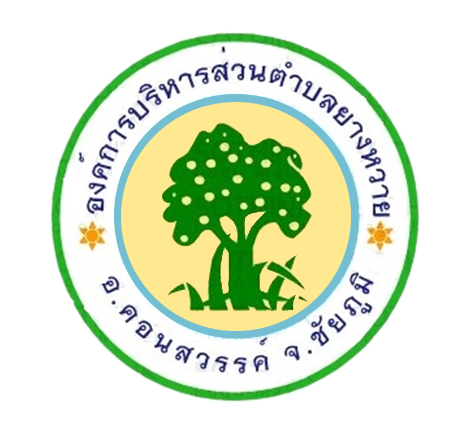 องค์การบริหารส่วนตำบลยางหวาย
อ.คอนสวรรค์ จ.ชัยภูมิ